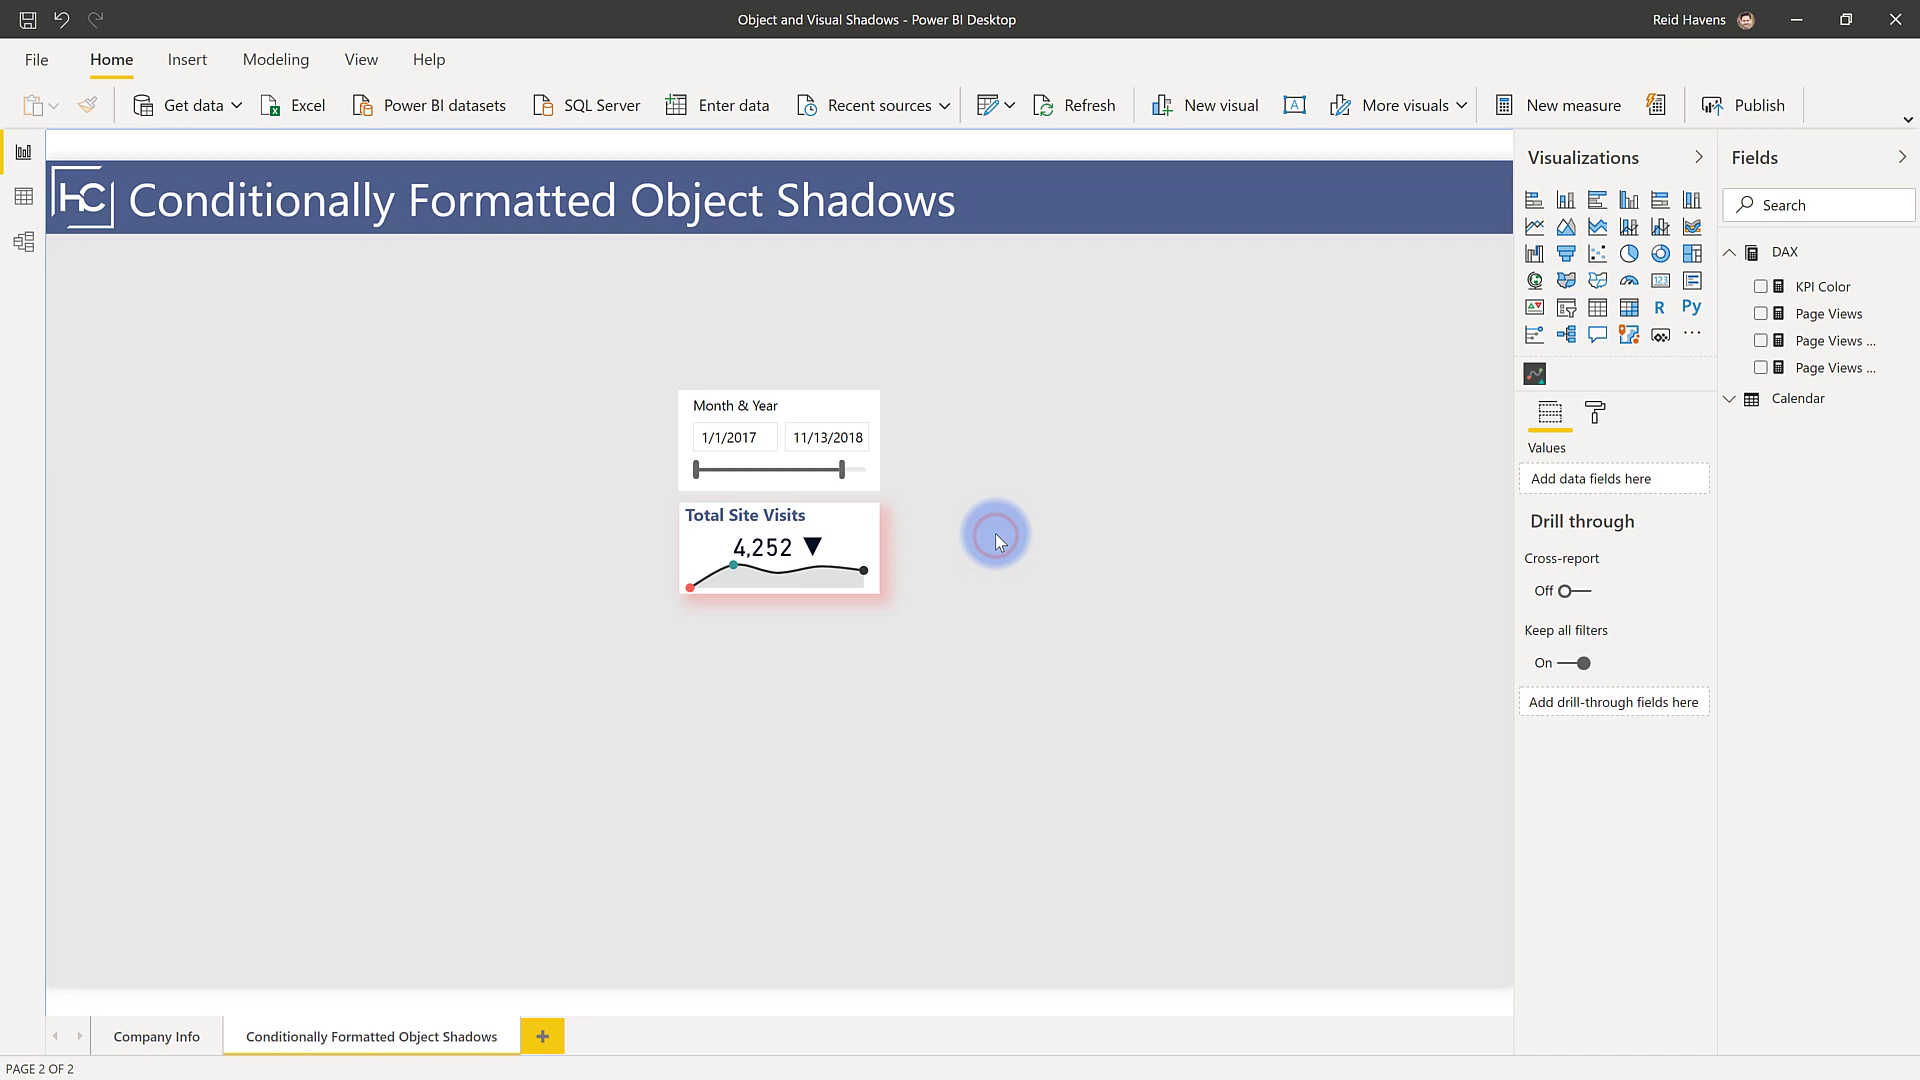 Object and Visual Shadows - Power BI Desktop
Reid Havens
File
Home
Insert
Modeling
View
Help
Get data
Excel
Power BI datasets
SQL Server
Enter data
Recent sources
Refresh
New visual
More visuals
New measure
Publish
HC Conditionally Formatted Object Shadows
Month & Year
1/1/2017
11/13/2018
Total Site Visits
4,252
Visualizations
123
R
Py
Values
Add data fields here
Drill through
Cross-report
Off
Keep all filters
On
Add drill-through fields here
Fields
Search
DAX
KPI Color
Page Views
Page Views ...
Page Views ...
Calendar
Company Info
Conditionally Formatted Object Shadows
PAGE 2 OF 2